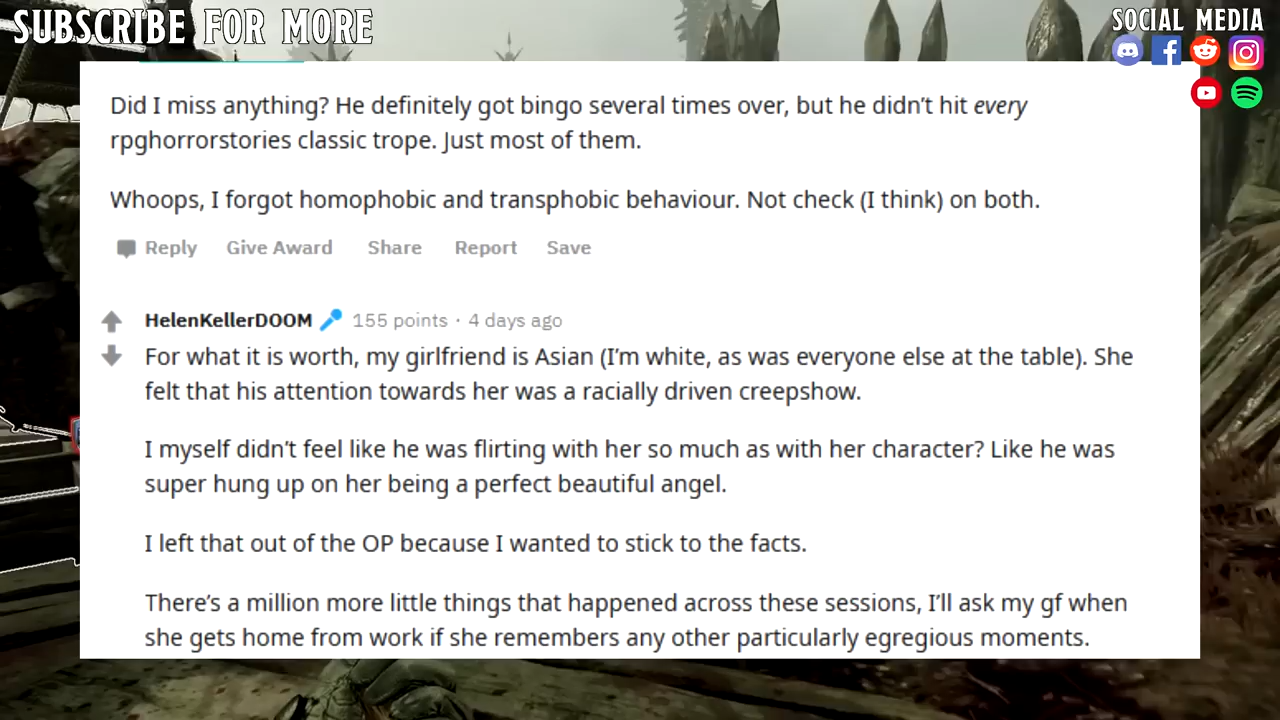 SUBSCRIBE FOR MORE
SOCIAL MEDIA
Did I miss anything? He definitely got bingo several times over, but he didn't hit every
rpghorrorstories classic trope. Just most of them.
Whoops, I forgot homophobic and transphobic behaviour. Not check (I think) on both.
Reply Give Award Share Report Save
HelenKellerDOOM 155 points · 4 days ago
For what it is worth, my girlfriend is Asian (I'm white, as was everyone else at the table). She
felt that his attention towards her was a racially driven creepshow.
I myself didn't feel like he was flirting with her so much as with her character? Like he was
super hung up on her being a perfect beautiful angel.
I left that out of the OP because I wanted to stick to the facts.
There's a million more little things that happened across these sessions, I'll ask my gf when
she gets home from work if she remembers any other particularly egregious moments.